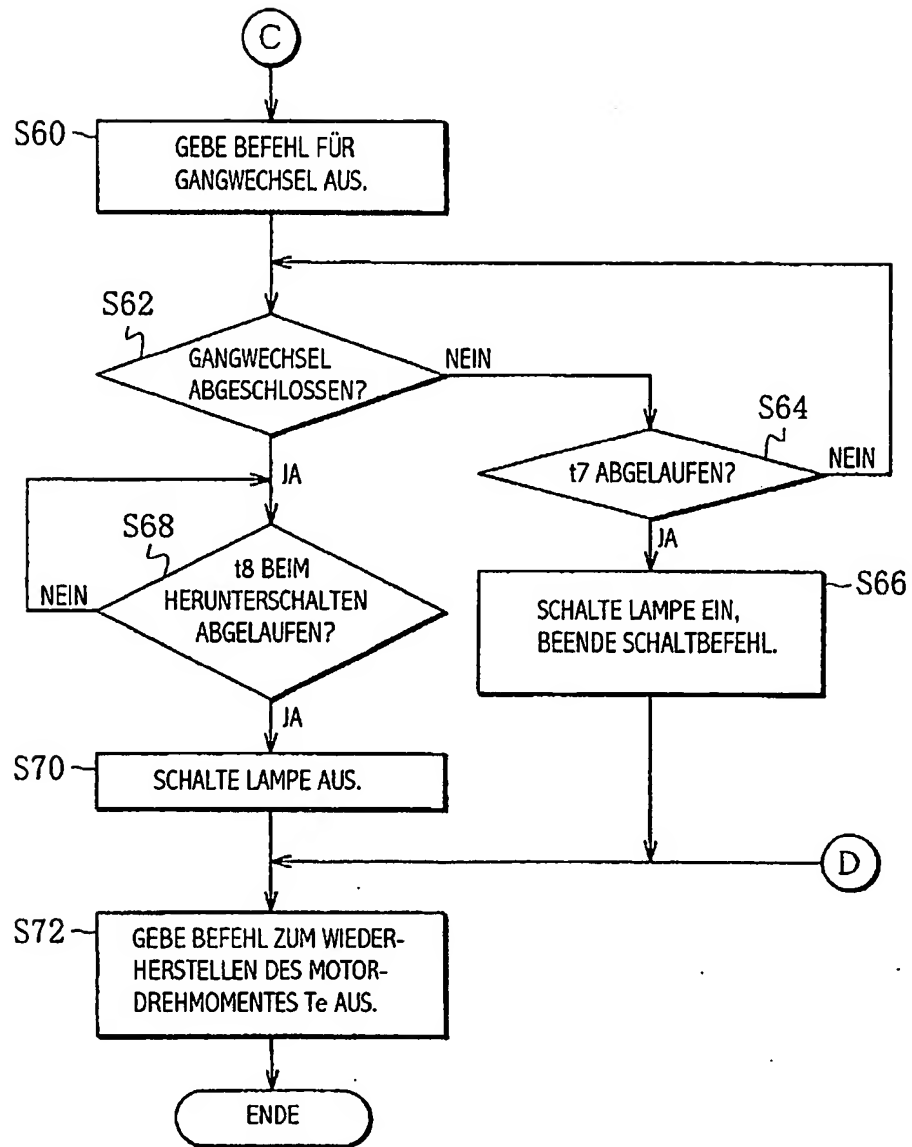 C
S60
GEBE BEFEHL FÜR
GANGWECHSEL AUS.
S62
GANGWECHSEL
ABGESCHLOSSEN?
NEIN
S64
t7 ABGELAUFEN?
NEIN
JA
JA
S68
t8 BEIM
HERUNTERSCHALTEN
ABGELAUFEN?
NEIN
S66
SCHALTE LAMPE EIN,
BEENDE SCHALTBEFEHL.
JA
S70
SCHALTE LAMPE AUS.
D
S72
GEBE BEFEHL ZUM WIEDER-
HERSTELLEN DES MOTOR-
DREHMOMENTES Te AUS.
ENDE